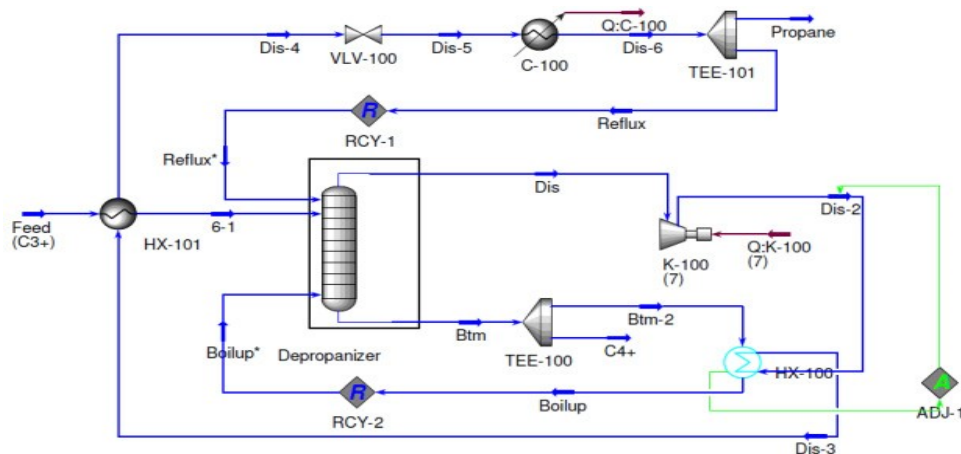 Dis-4
VLV-100
Dis-5
C-100
Q:C-100
Dis-6
TEE-101
Propane
R
RCY-1
Reflux
Reflux*
Feed
(C3+)
HX-101
6-1
Dis
K-100
(7)
Q:K-100
(7)
Dis-2
Depropanizer
Btm
TEE-100
Btm-2
C4+
HX-100
A
ADJ-1
Boilup*
R
RCY-2
Boilup
Dis-3